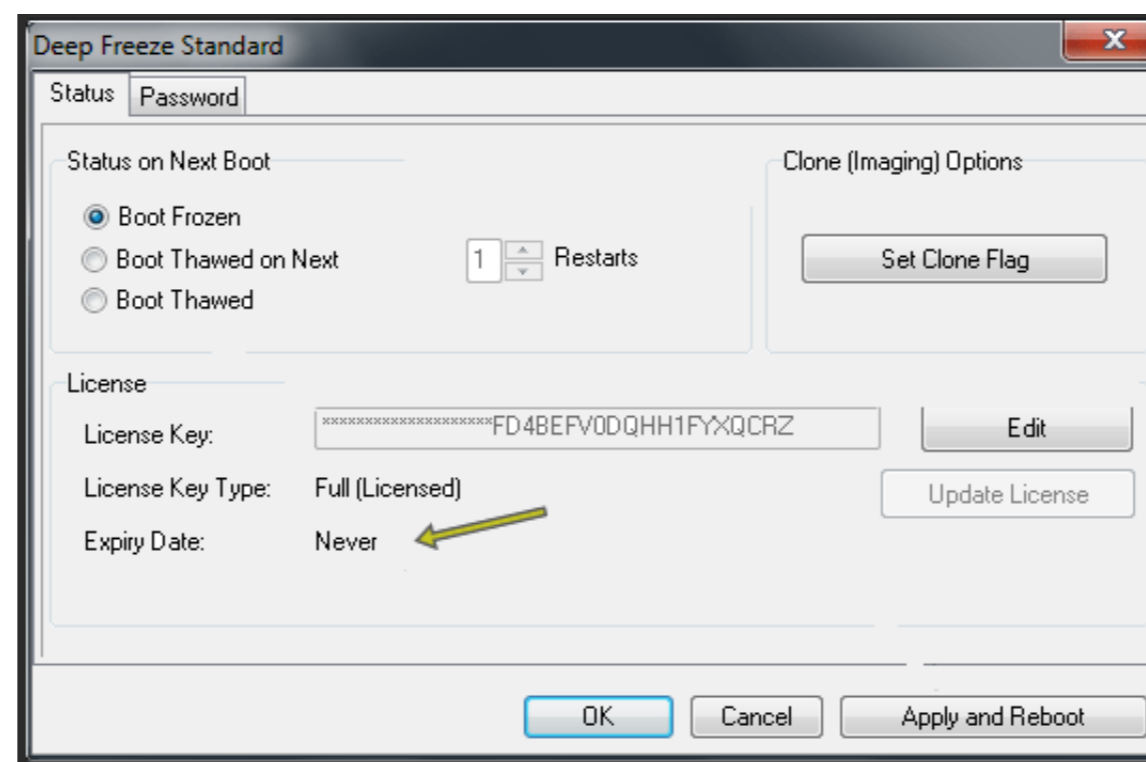 Deep Freeze Standard
Status Password
Status on Next Boot
Boot Frozen
Boot Thawed on Next 1 Restarts
Boot Thawed
Clone (Imaging) Options
Set Clone Flag
License
License Key: ********************FD4BEFV0DQHH1FYXQCRZ Edit
License Key Type: Full (Licensed) Update License
Expiry Date: Never
OK Cancel Apply and Reboot